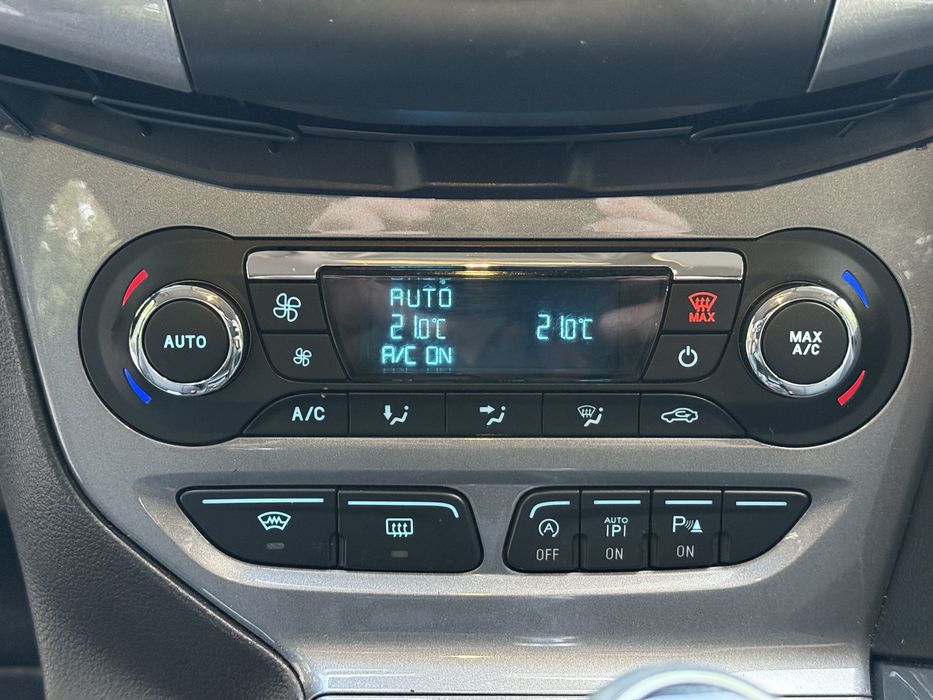 AUTO
AUTO
21.0°C 21.0°C
A/C ON
MAX
MAX
A/C
A/C
A
OFF
AUTO
P
ON
P
ON